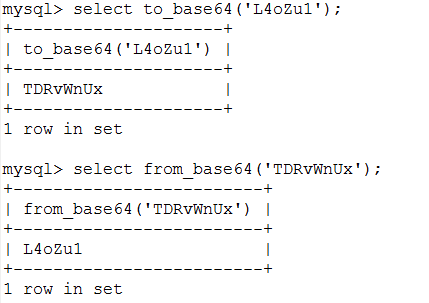 mysql> select to_base64('L4oZu1');
+---------------------+
| to_base64('L4oZu1') |
+---------------------+
| TDRvWnUx            |
+---------------------+
1 row in set
mysql> select from_base64('TDRvWnUx');
+-------------------------+
| from_base64('TDRvWnUx') |
+-------------------------+
| L4oZu1                  |
+-------------------------+
1 row in set